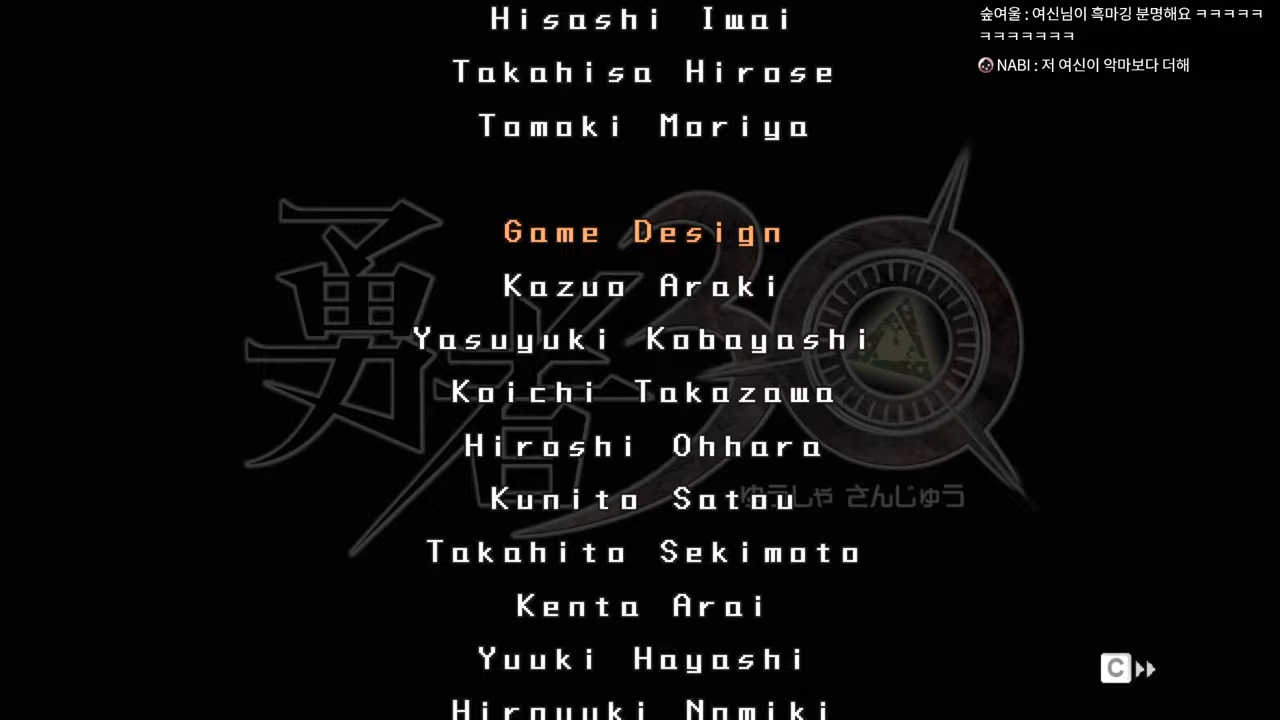 Hisashi Iwai
숲여울 : 여신님이 흑마깅 분명해요 ㅋㅋㅋㅋㅋ
ㅋㅋㅋㅋㅋㅋㅋ
Takahisa Hirose
NABI : 저 여신이 악마보다 더해
Tomoki Moriya
Game Design
Kazuo Araki
Yasuyuki Kobayashi
Koichi Takazawa
Hiroshi Ohhara
Kunito Satou
Takahito Sekimoto
Kenta Arai
Yuuki Hayashi
Hiroyuki Namiki
勇者30
ゆうしゃ さんじゅう
C